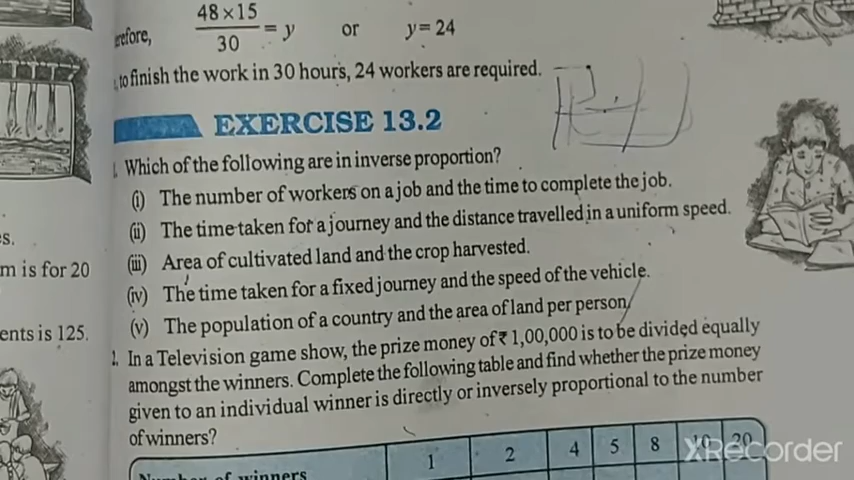 48 × 15
erefore, ――― = y or y = 24
30
to finish the work in 30 hours, 24 workers are required.
EXERCISE 13.2
1. Which of the following are in inverse proportion?
(i) The number of workers on a job and the time to complete the job.
(ii) The time taken for a journey and the distance travelled in a uniform speed.
s.
(iii) Area of cultivated land and the crop harvested.
m is for 20
(iv) The time taken for a fixed journey and the speed of the vehicle.
(v) The population of a country and the area of land per person.
ents is 125.
2. In a Television game show, the prize money of ₹ 1,00,000 is to be divided equally
amongst the winners. Complete the following table and find whether the prize money
given to an individual winner is directly or inversely proportional to the number
of winners?
Number of winners 1 2 4 5 8 10 20
XRecorder